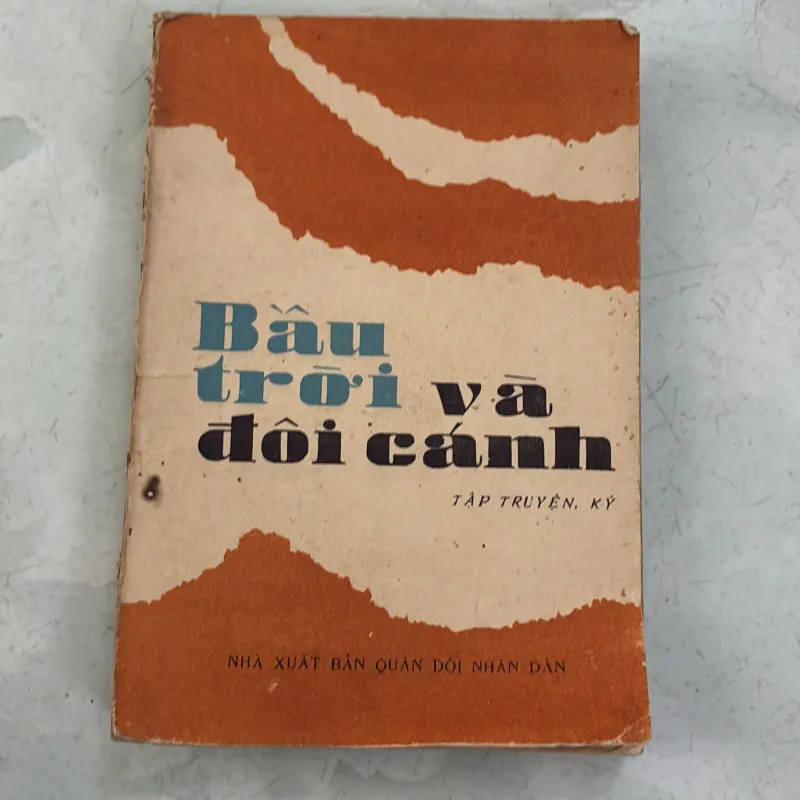 Bầu
trời và
đôi cánh
TẬP TRUYỆN, KÝ
NHÀ XUẤT BẢN QUÂN ĐỘI NHÂN DÂN